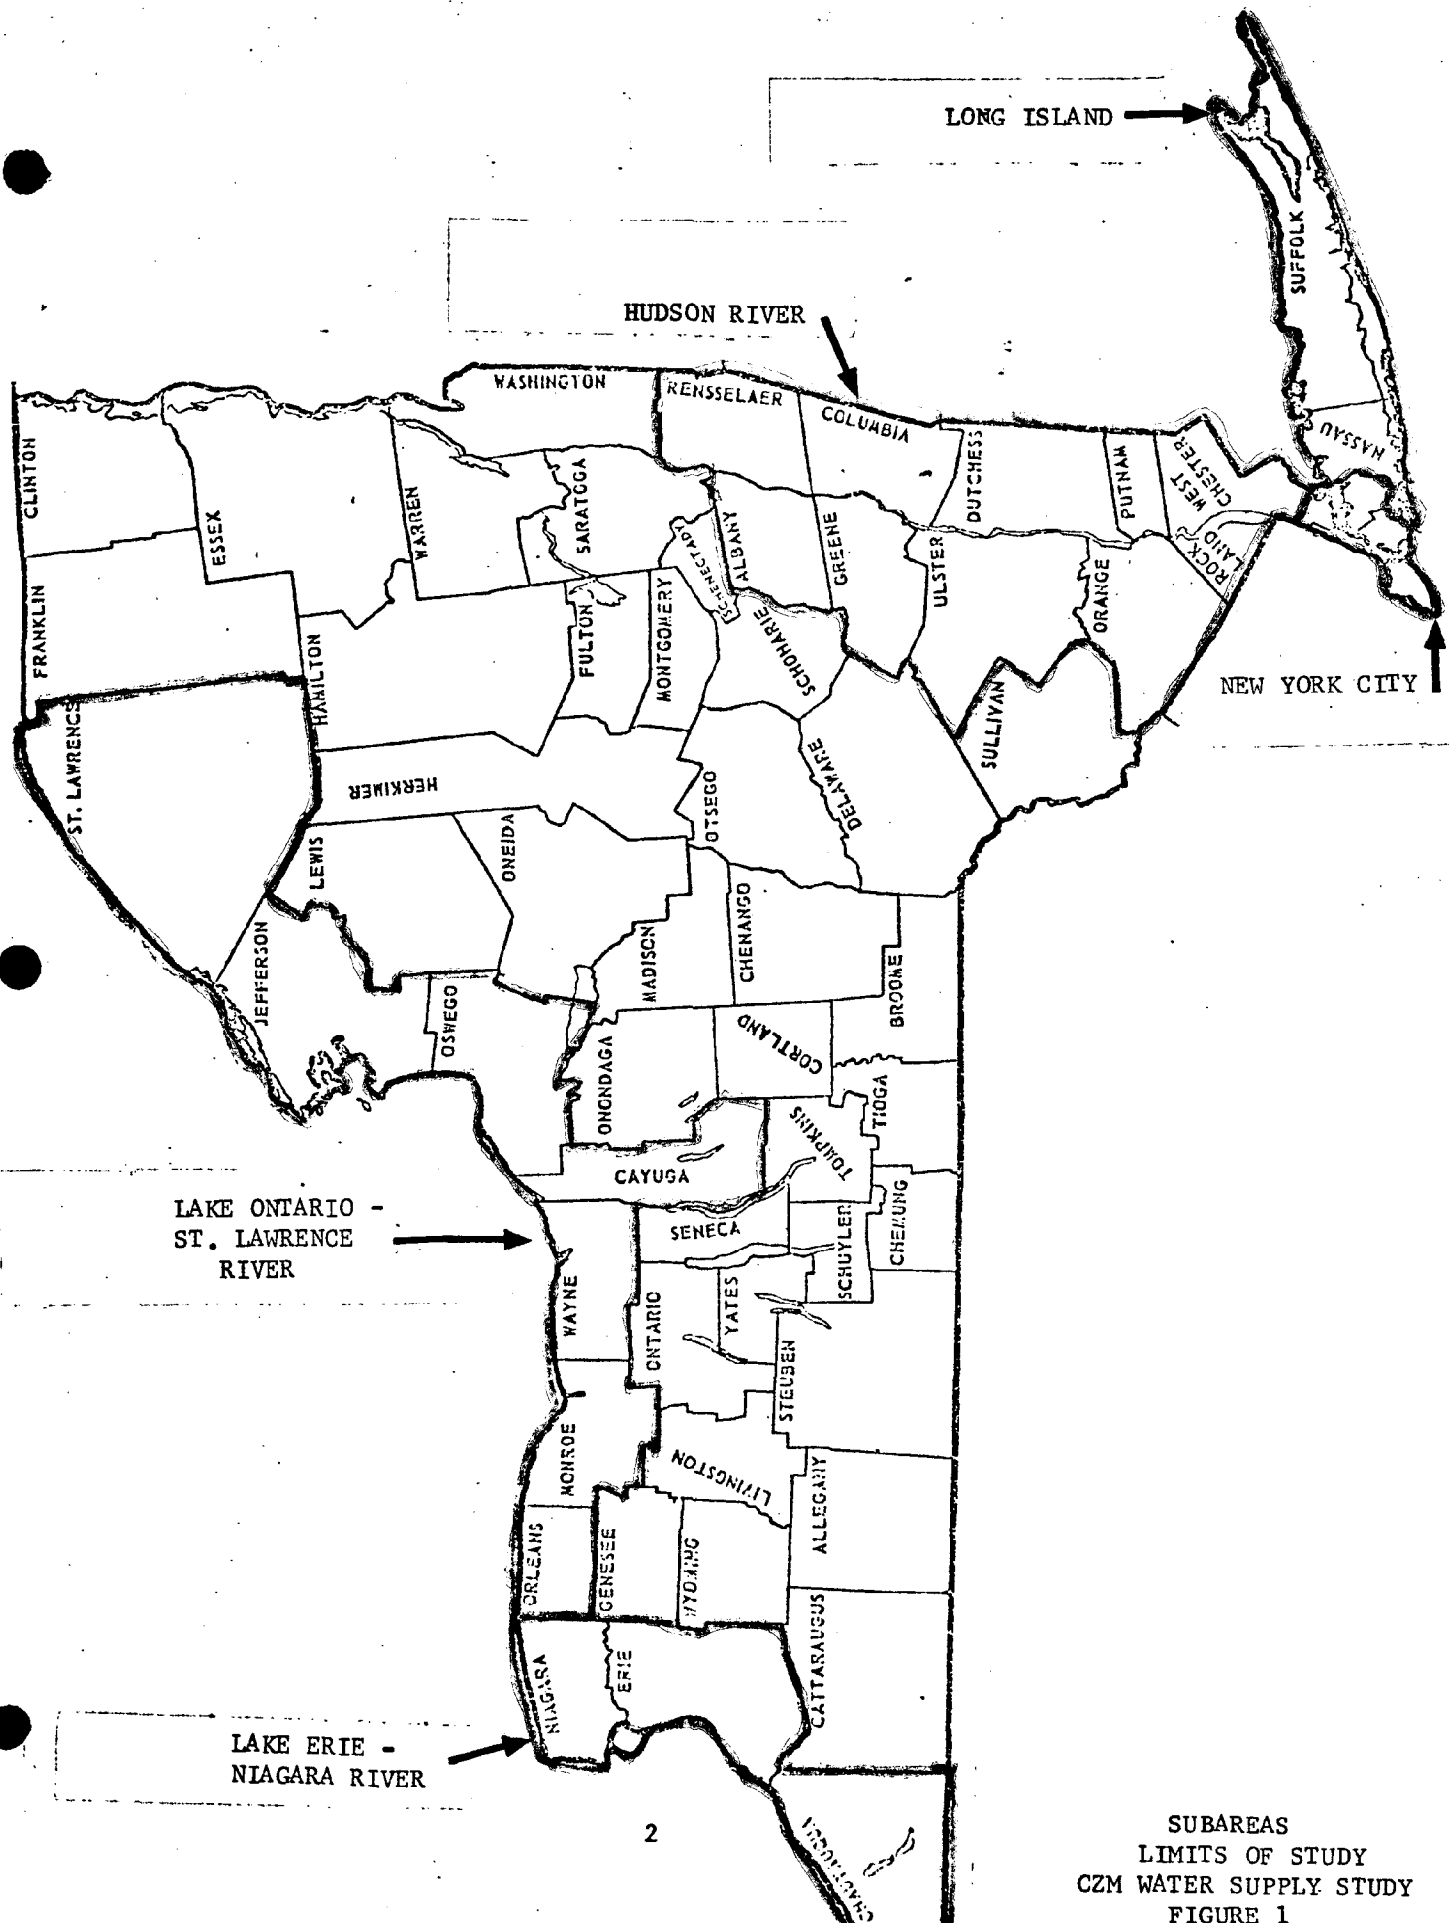 LONG ISLAND
SUFFOLK
HUDSON RIVER
WASHINGTON
RENSSELAER
COLUMBIA
NASSAU
CLINTON
DUTCHESS
PUTNAM
WEST
CHESTER
ESSEX
WARREN
SARATOGA
SCHENECTADY
ALBANY
GREENE
ULSTER
ORANGE
ROCK
LAND
FRANKLIN
HAMILTON
FULTON
MONTGOMERY
SCHOHARIE
SULLIVAN
NEW YORK CITY
ST. LAWRENCE
HERKIMER
OTSEGO
DELAWARE
LEWIS
ONEIDA
JEFFERSON
MADISON
CHENANGO
BROOME
OSWEGO
ONONDAGA
CORTLAND
TIOGA
CAYUGA
TOMPKINS
LAKE ONTARIO -
ST. LAWRENCE
RIVER
SENECA
SCHUYLER
CHEMUNG
WAYNE
ONTARIO
YATES
STEUBEN
MONROE
LIVINGSTON
ALLEGANY
ORLEANS
GENESEE
WYOMING
NIAGARA
ERIE
CATTARAUGUS
LAKE ERIE -
NIAGARA RIVER
CHAUTAUQUA
2
SUBAREAS
LIMITS OF STUDY
CZM WATER SUPPLY STUDY
FIGURE 1